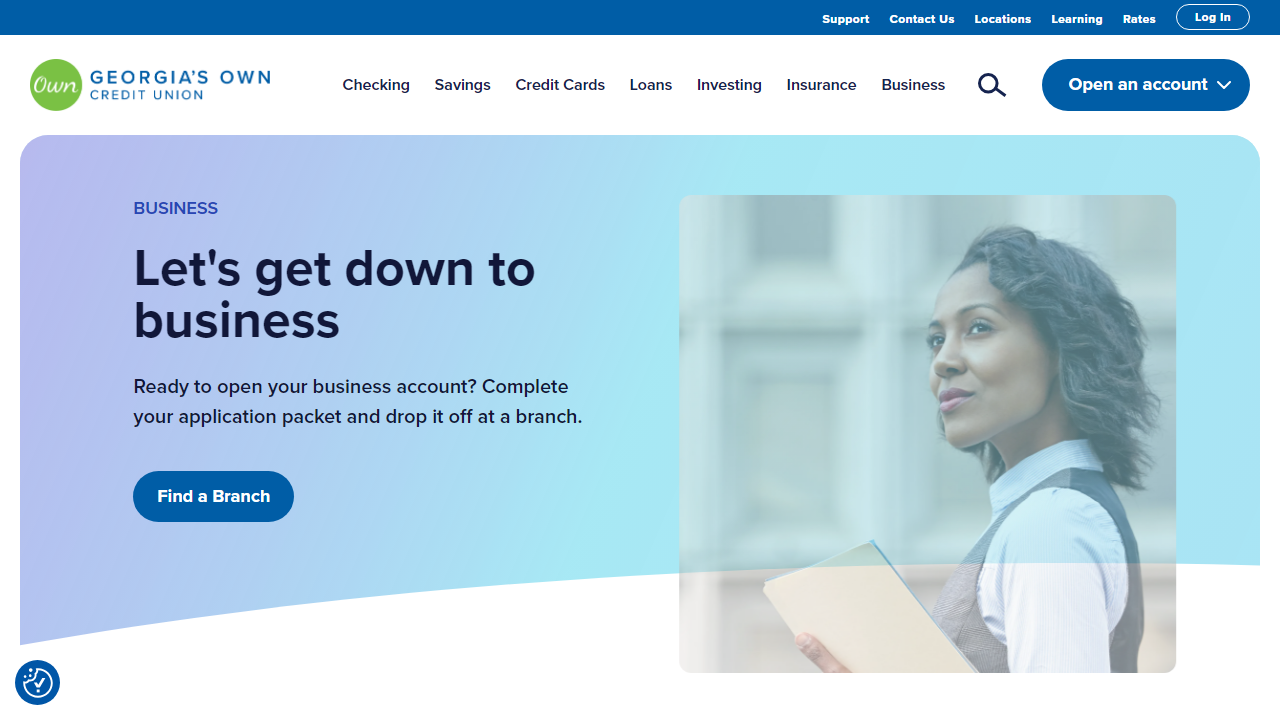 Support Contact Us Locations Learning Rates Log In
Own GEORGIA'S OWN
CREDIT UNION
Checking Savings Credit Cards Loans Investing Insurance Business Open an account
BUSINESS
Let's get down to
business
Ready to open your business account? Complete
your application packet and drop it off at a branch.
Find a Branch